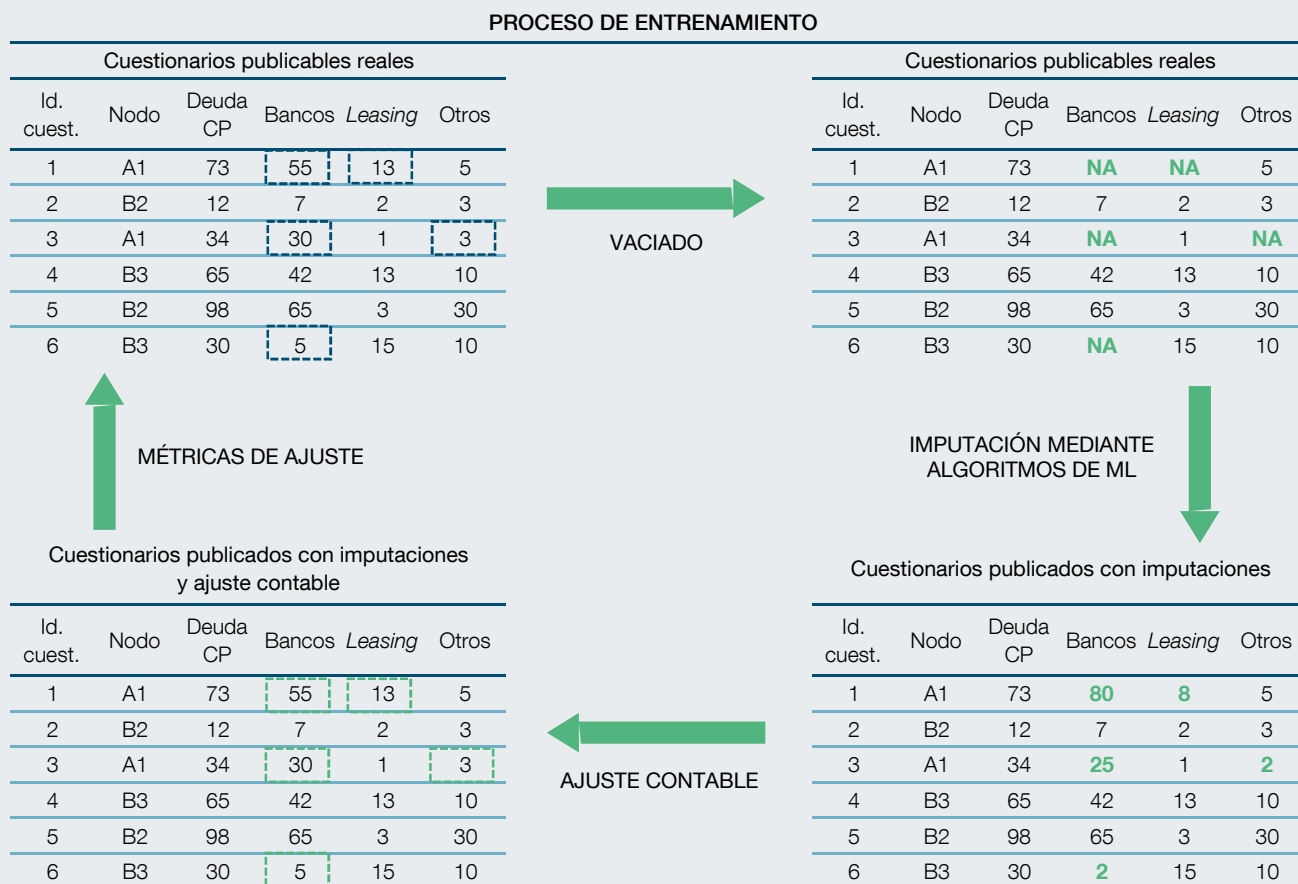 PROCESO DE ENTRENAMIENTO
Cuestionarios publicables reales
Id. cuest. Nodo Deuda CP Bancos Leasing Otros
1 A1 73 55 13 5
2 B2 12 7 2 3
3 A1 34 30 1 3
4 B3 65 42 13 10
5 B2 98 65 3 30
6 B3 30 5 15 10
VACIADO
Cuestionarios publicables reales
Id. cuest. Nodo Deuda CP Bancos Leasing Otros
1 A1 73 NA NA 5
2 B2 12 7 2 3
3 A1 34 NA 1 NA
4 B3 65 42 13 10
5 B2 98 65 3 30
6 B3 30 NA 15 10
IMPUTACIÓN MEDIANTE
ALGORITMOS DE ML
Cuestionarios publicados con imputaciones
Id. cuest. Nodo Deuda CP Bancos Leasing Otros
1 A1 73 80 8 5
2 B2 12 7 2 3
3 A1 34 25 1 2
4 B3 65 42 13 10
5 B2 98 65 3 30
6 B3 30 2 15 10
AJUSTE CONTABLE
Cuestionarios publicados con imputaciones
y ajuste contable
Id. cuest. Nodo Deuda CP Bancos Leasing Otros
1 A1 73 55 13 5
2 B2 12 7 2 3
3 A1 34 30 1 3
4 B3 65 42 13 10
5 B2 98 65 3 30
6 B3 30 5 15 10
MÉTRICAS DE AJUSTE